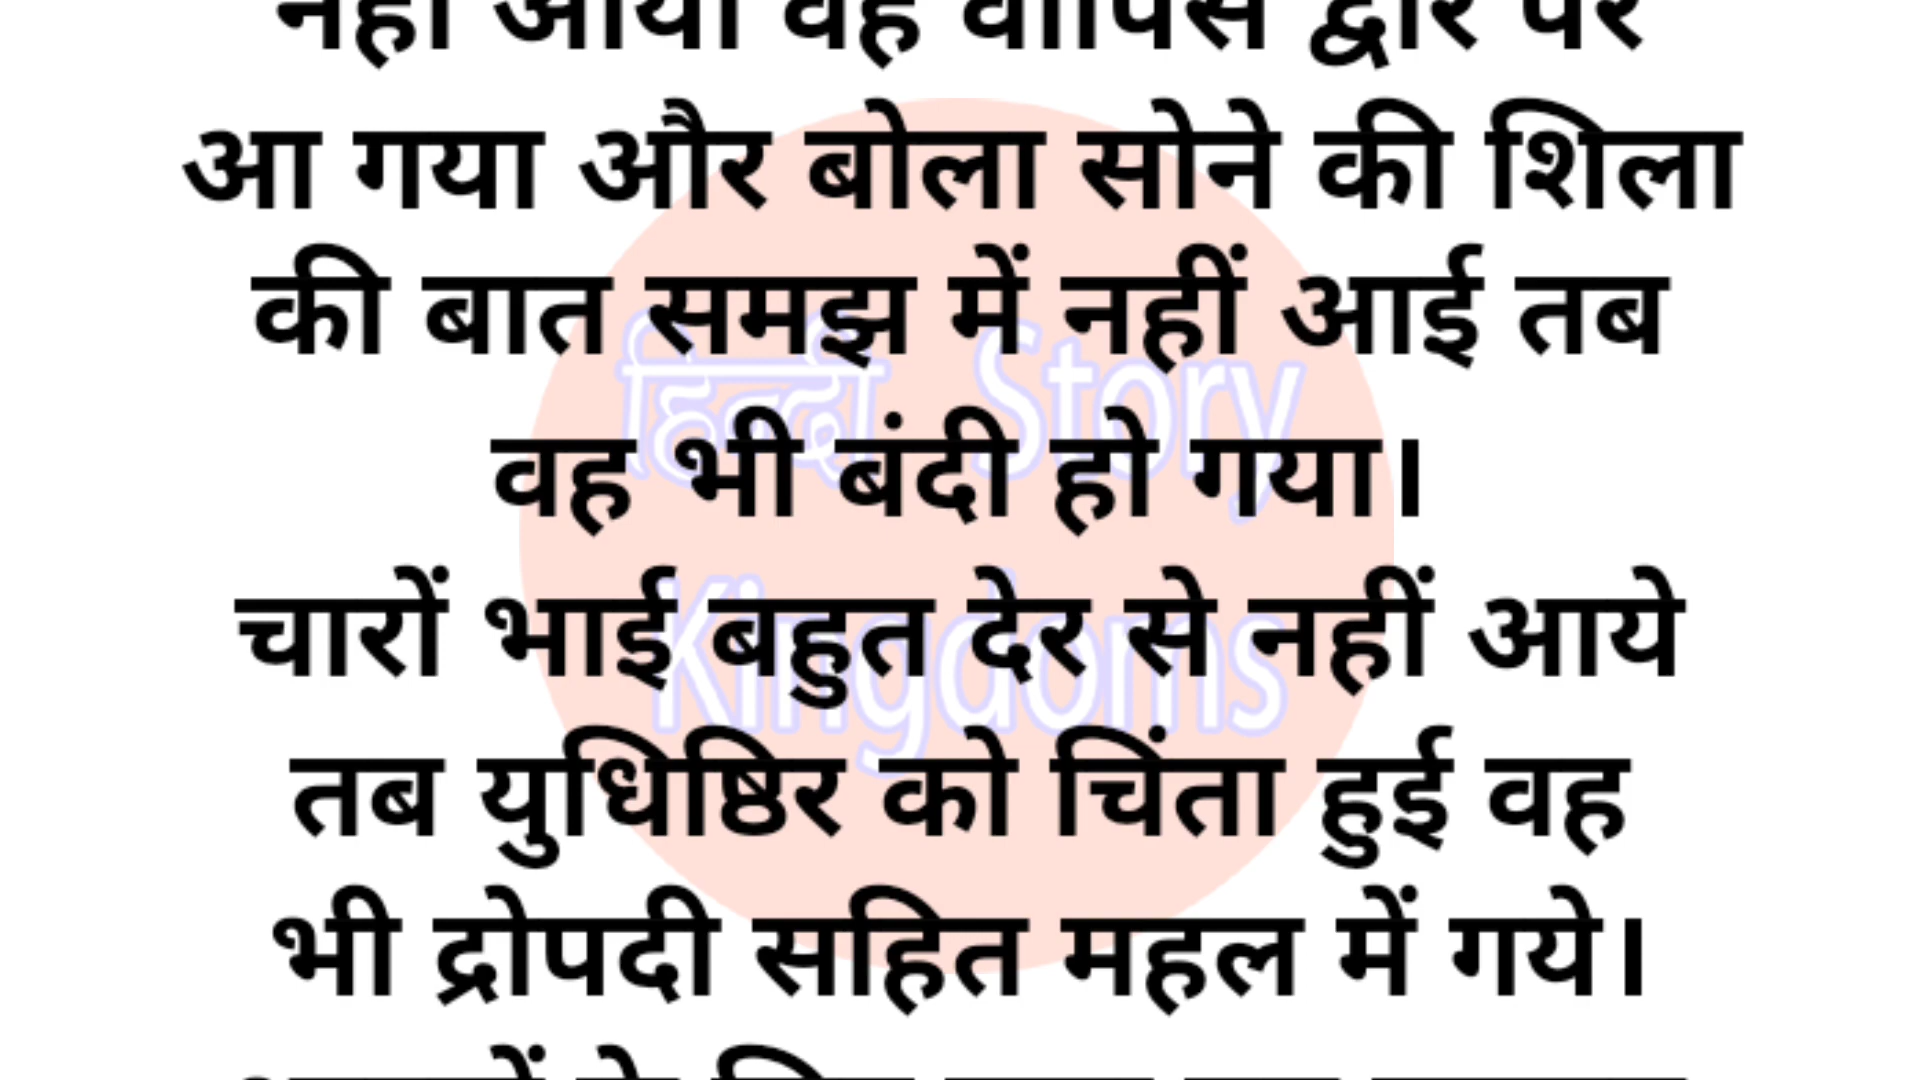 नहीं आया वह वापिस द्वार पर
आ गया और बोला सोने की शिला
की बात समझ में नहीं आई तब
वह भी बंदी हो गया।
चारों भाई बहुत देर से नहीं आये
तब युधिष्ठिर को चिंता हुई वह
भी द्रोपदी सहित महल में गये।
हिन्दी Story
Kingdoms